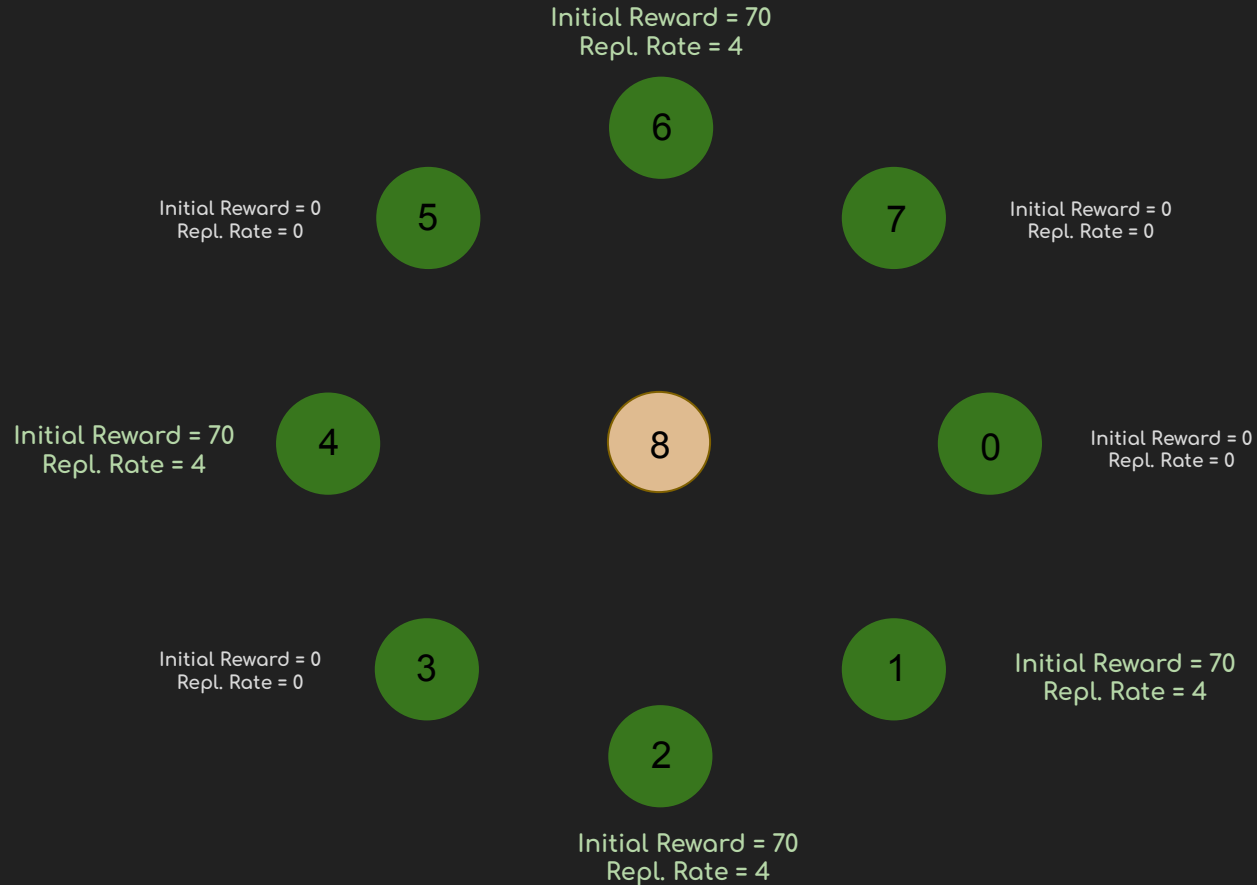 Initial Reward = 70
Repl. Rate = 4
6
5
7
Initial Reward = 0
Repl. Rate = 0
Initial Reward = 0
Repl. Rate = 0
Initial Reward = 70
Repl. Rate = 4
4
8
0
Initial Reward = 0
Repl. Rate = 0
Initial Reward = 0
Repl. Rate = 0
3
1
Initial Reward = 70
Repl. Rate = 4
2
Initial Reward = 70
Repl. Rate = 4